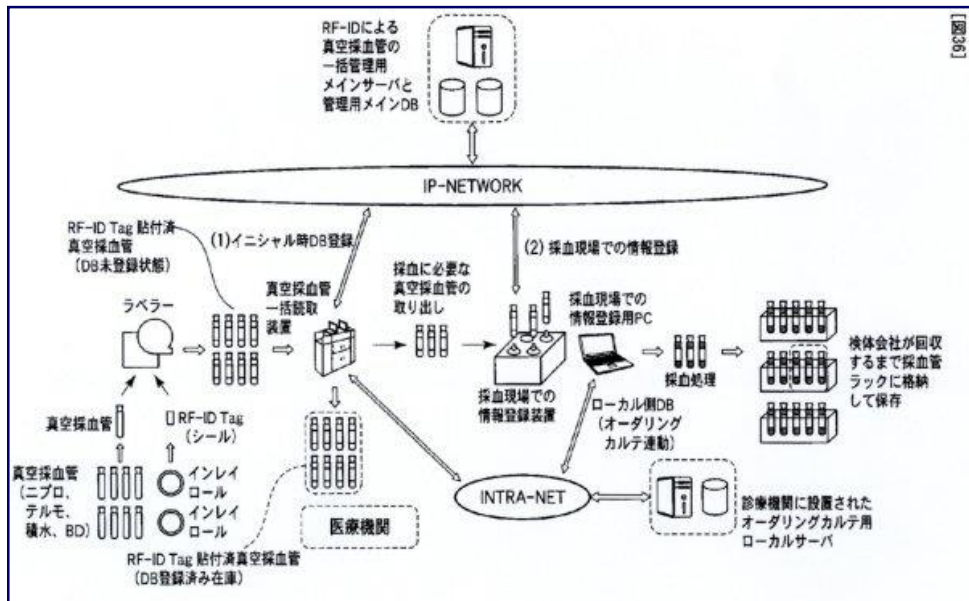 [図36]
RF-IDによる
真空採血管の
一括管理用
メインサーバと
管理用メインDB
IP-NETWORK
RF-ID Tag 貼付済
真空採血管
(DB未登録状態)
(1)イニシャル時DB登録
(2) 採血現場での情報登録
ラベラー
真空採血管
一括読取
装置
採血に必要な
真空採血管の
取り出し
採血現場での
情報登録用PC
採血現場での
情報登録装置
採血処理
検体会社が回収
するまで採血管
ラックに格納
して保存
真空採血管
RF-ID Tag
(シール)
ローカル側DB
(オーダリング
カルテ連動)
真空採血管
(ニプロ、
テルモ、
積水、BD)
インレイ
ロール
インレイ
ロール
医療機関
INTRA-NET
診療機関に設置された
オーダリングカルテ用
ローカルサーバ
RF-ID Tag 貼付済真空採血管
(DB登録済み在庫)